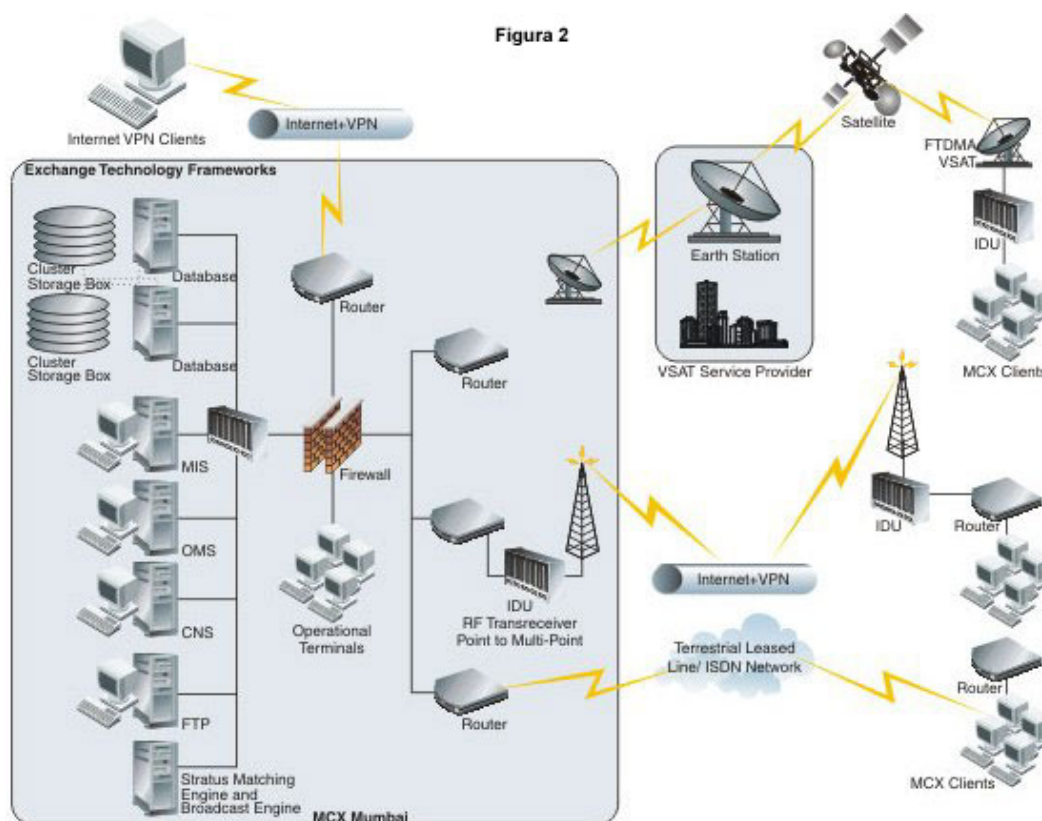 Figura 2
Internet+VPN
Internet VPN Clients
Satellite
FTDMA
VSAT
Exchange Technology Frameworks
Cluster
Storage Box
Database
Router
Earth Station
IDU
Cluster
Storage Box
Database
Router
VSAT Service Provider
MCX Clients
MIS
Firewall
OMS
IDU
Router
Internet+VPN
CNS
Operational
Terminals
IDU
RF Transreceiver
Point to Multi-Point
Terrestrial Leased
Line/ ISDN Network
Router
FTP
Router
Stratus Matching
Engine and
Broadcast Engine
MCX Clients
MCX Mumbai